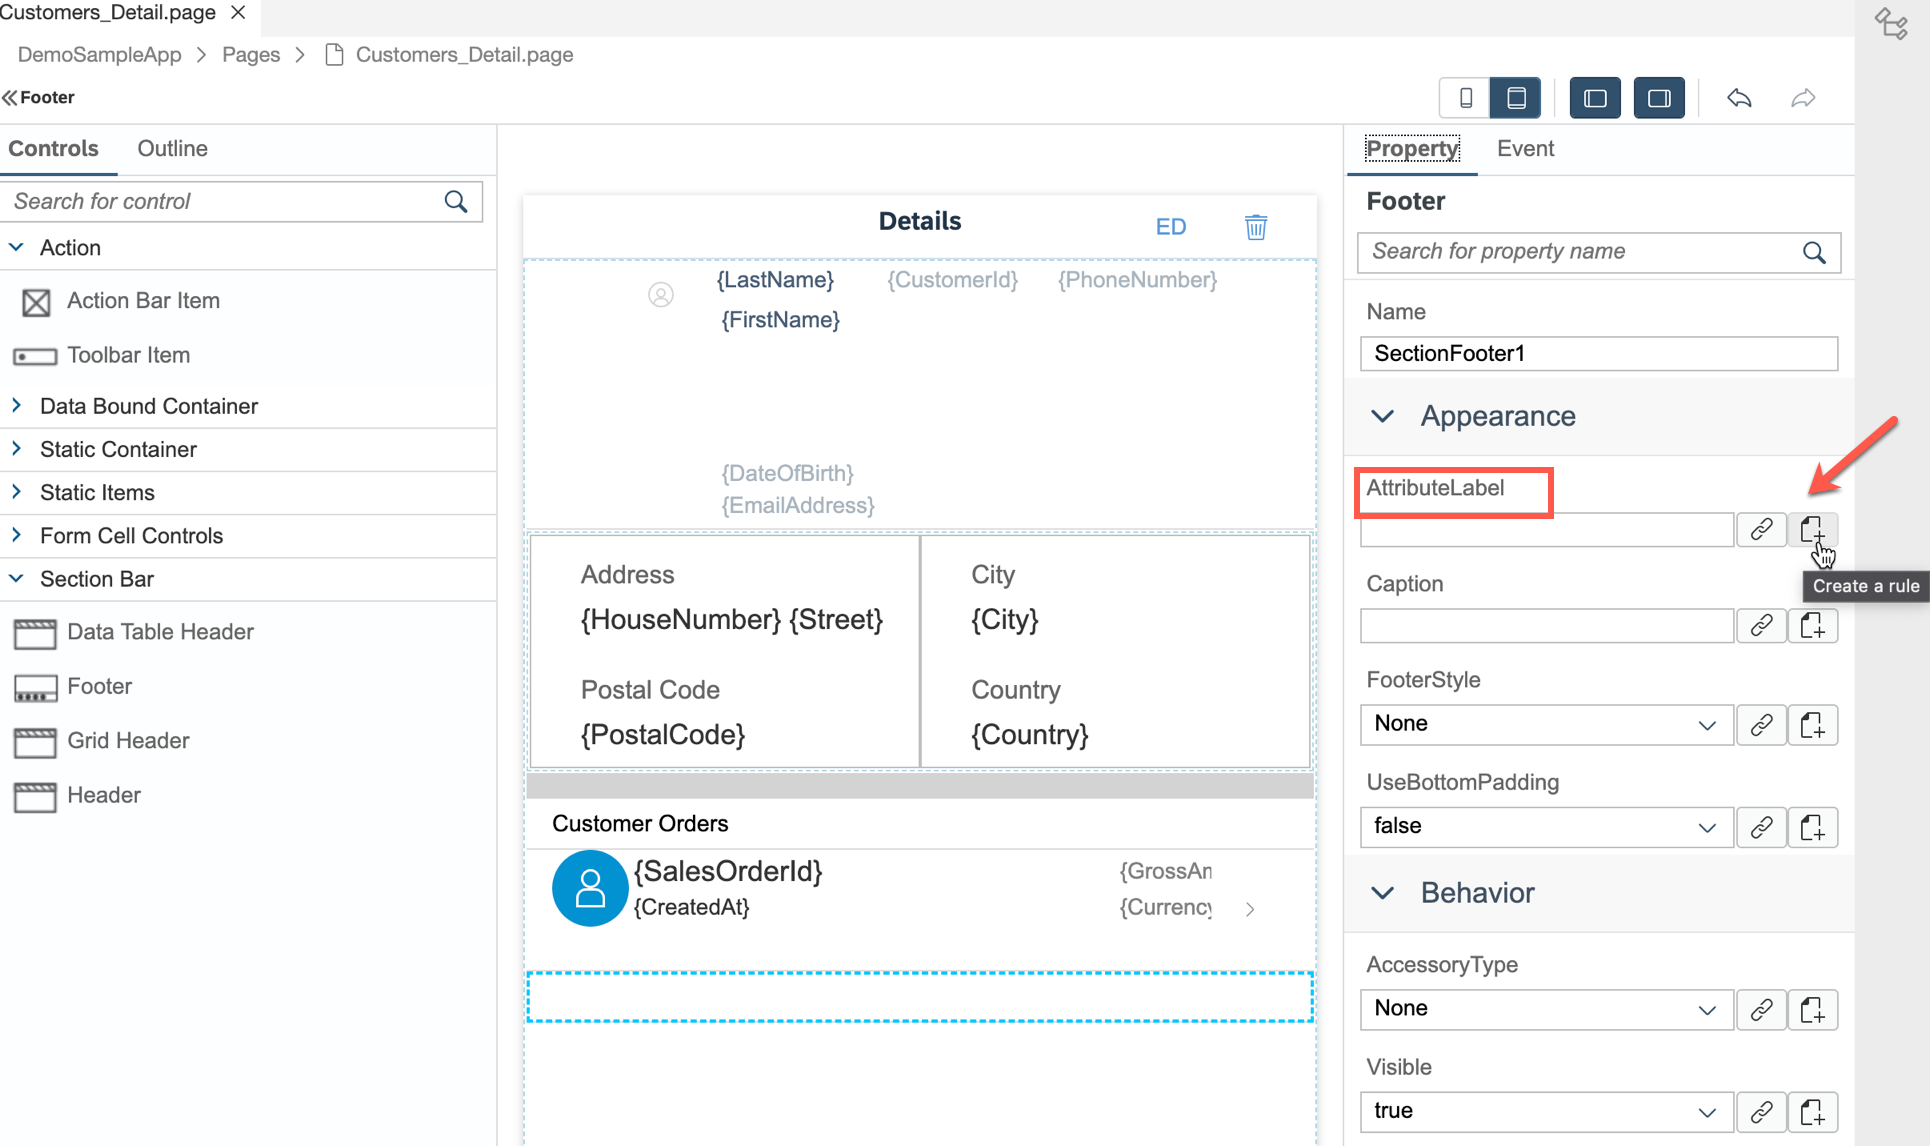 Customers_Detail.page
DemoSampleApp Pages Customers_Detail.page
Footer
Controls Outline
Search for control
Action
Action Bar Item
Toolbar Item
Data Bound Container
Static Container
Static Items
Form Cell Controls
Section Bar
Data Table Header
Footer
Grid Header
Header
Details ED
{LastName} {CustomerId} {PhoneNumber}
{FirstName}
{DateOfBirth}
{EmailAddress}
Address City
{HouseNumber} {Street} {City}
Postal Code Country
{PostalCode} {Country}
Customer Orders
{SalesOrderId} {GrossAm
{CreatedAt} {Currency
Property Event
Footer
Search for property name
Name
SectionFooter1
Appearance
AttributeLabel
Create a rule
Caption
FooterStyle
None
UseBottomPadding
false
Behavior
AccessoryType
None
Visible
true